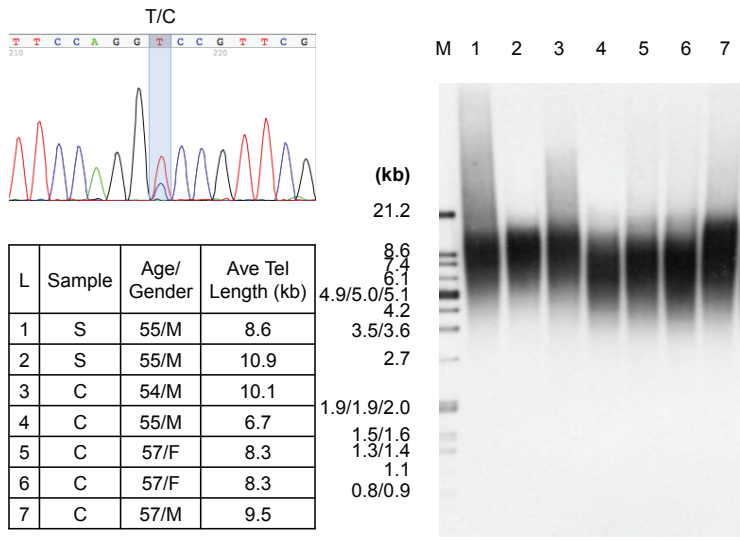 T/C
T T C C A G G T C C G T T C G
210 220
L Sample Age/ Gender Ave Tel Length (kb)
1 S 55/M 8.6
2 S 55/M 10.9
3 C 54/M 10.1
4 C 55/M 6.7
5 C 57/F 8.3
6 C 57/F 8.3
7 C 57/M 9.5
M 1 2 3 4 5 6 7
(kb)
21.2
8.6
7.4
6.1
4.9/5.0/5.1
4.2
3.5/3.6
2.7
1.9/1.9/2.0
1.5/1.6
1.3/1.4
1.1
0.8/0.9